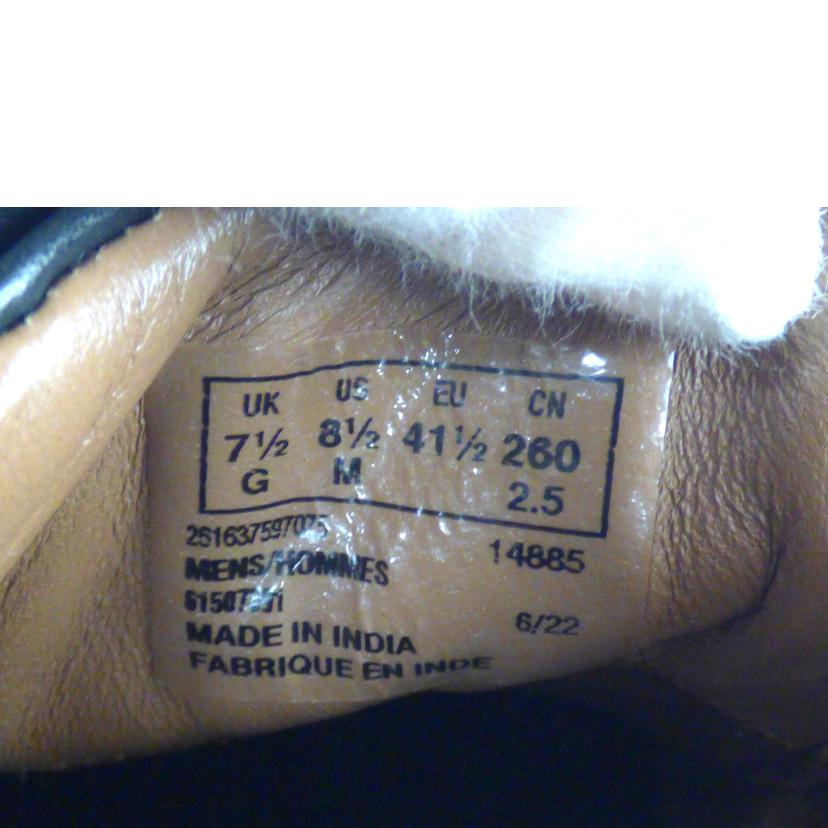 UK US EU CN
7½ 8½ 41½ 260
G M 2.5
14885
MENS/HOMMES
6/22
MADE IN INDIA
FABRIQUE EN INDE